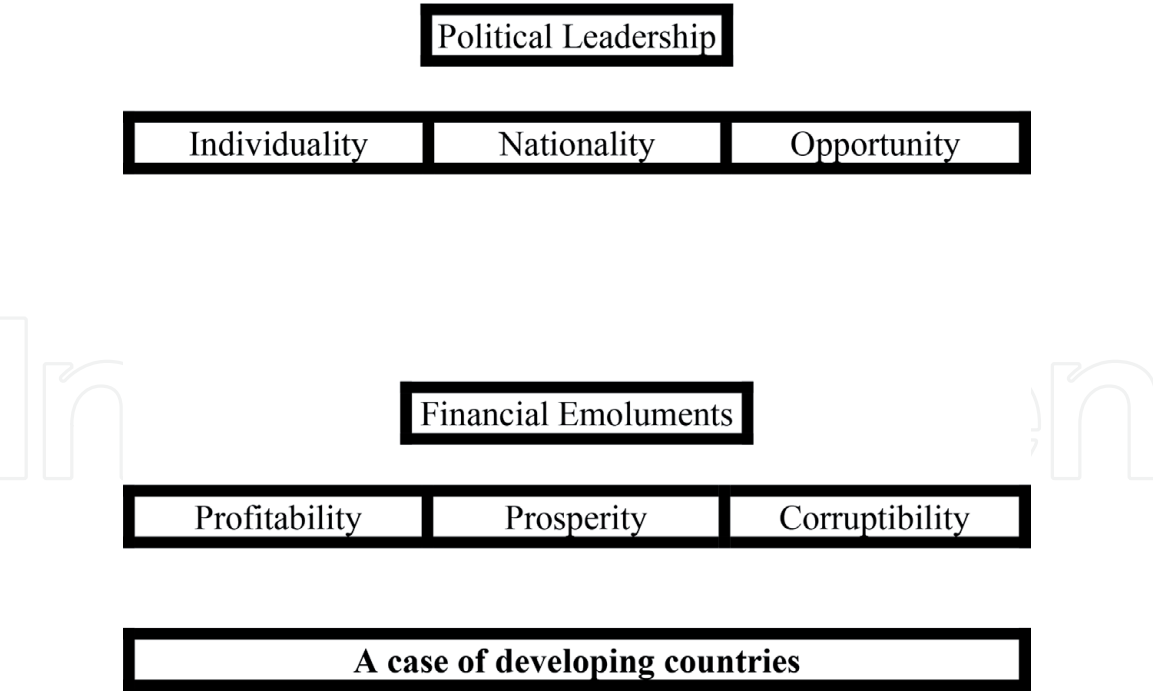 Political Leadership
Individuality Nationality Opportunity
Financial Emoluments
Profitability Prosperity Corruptibility
A case of developing countries